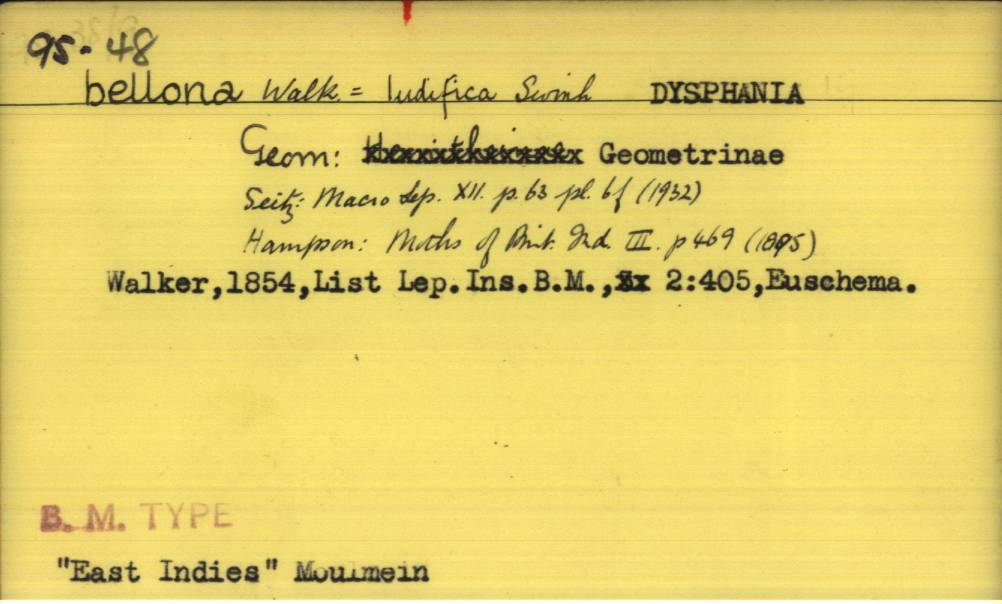 95-48
bellona Walk. = ludifica Swinh DYSPHANIA
Geom: Geometrinae
Seitz: Macro Lep. XII. p. 63 pl. 6f (1932)
Hampson: Moths of Brit. Ind. III. p 469 (1895)
Walker,1854,List Lep.Ins.B.M., 2:405,Euschema.
B. M. TYPE
"East Indies" Moulmein